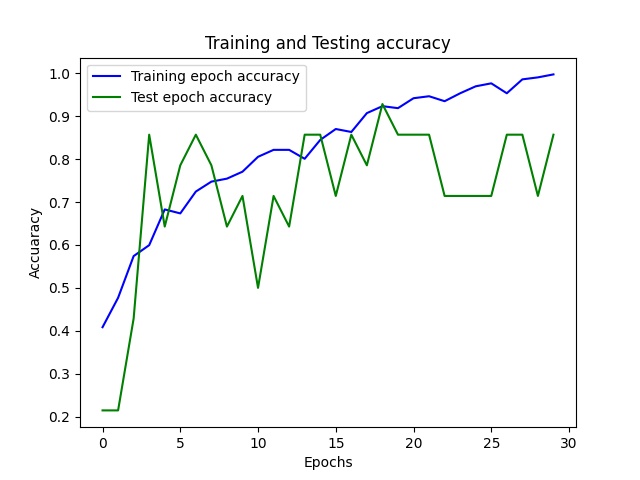 Training and Testing accuracy
Training epoch accuracy
Test epoch accuracy
Accuaracy
1.0
0.9
0.8
0.7
0.6
0.5
0.4
0.3
0.2
0 5 10 15 20 25 30
Epochs